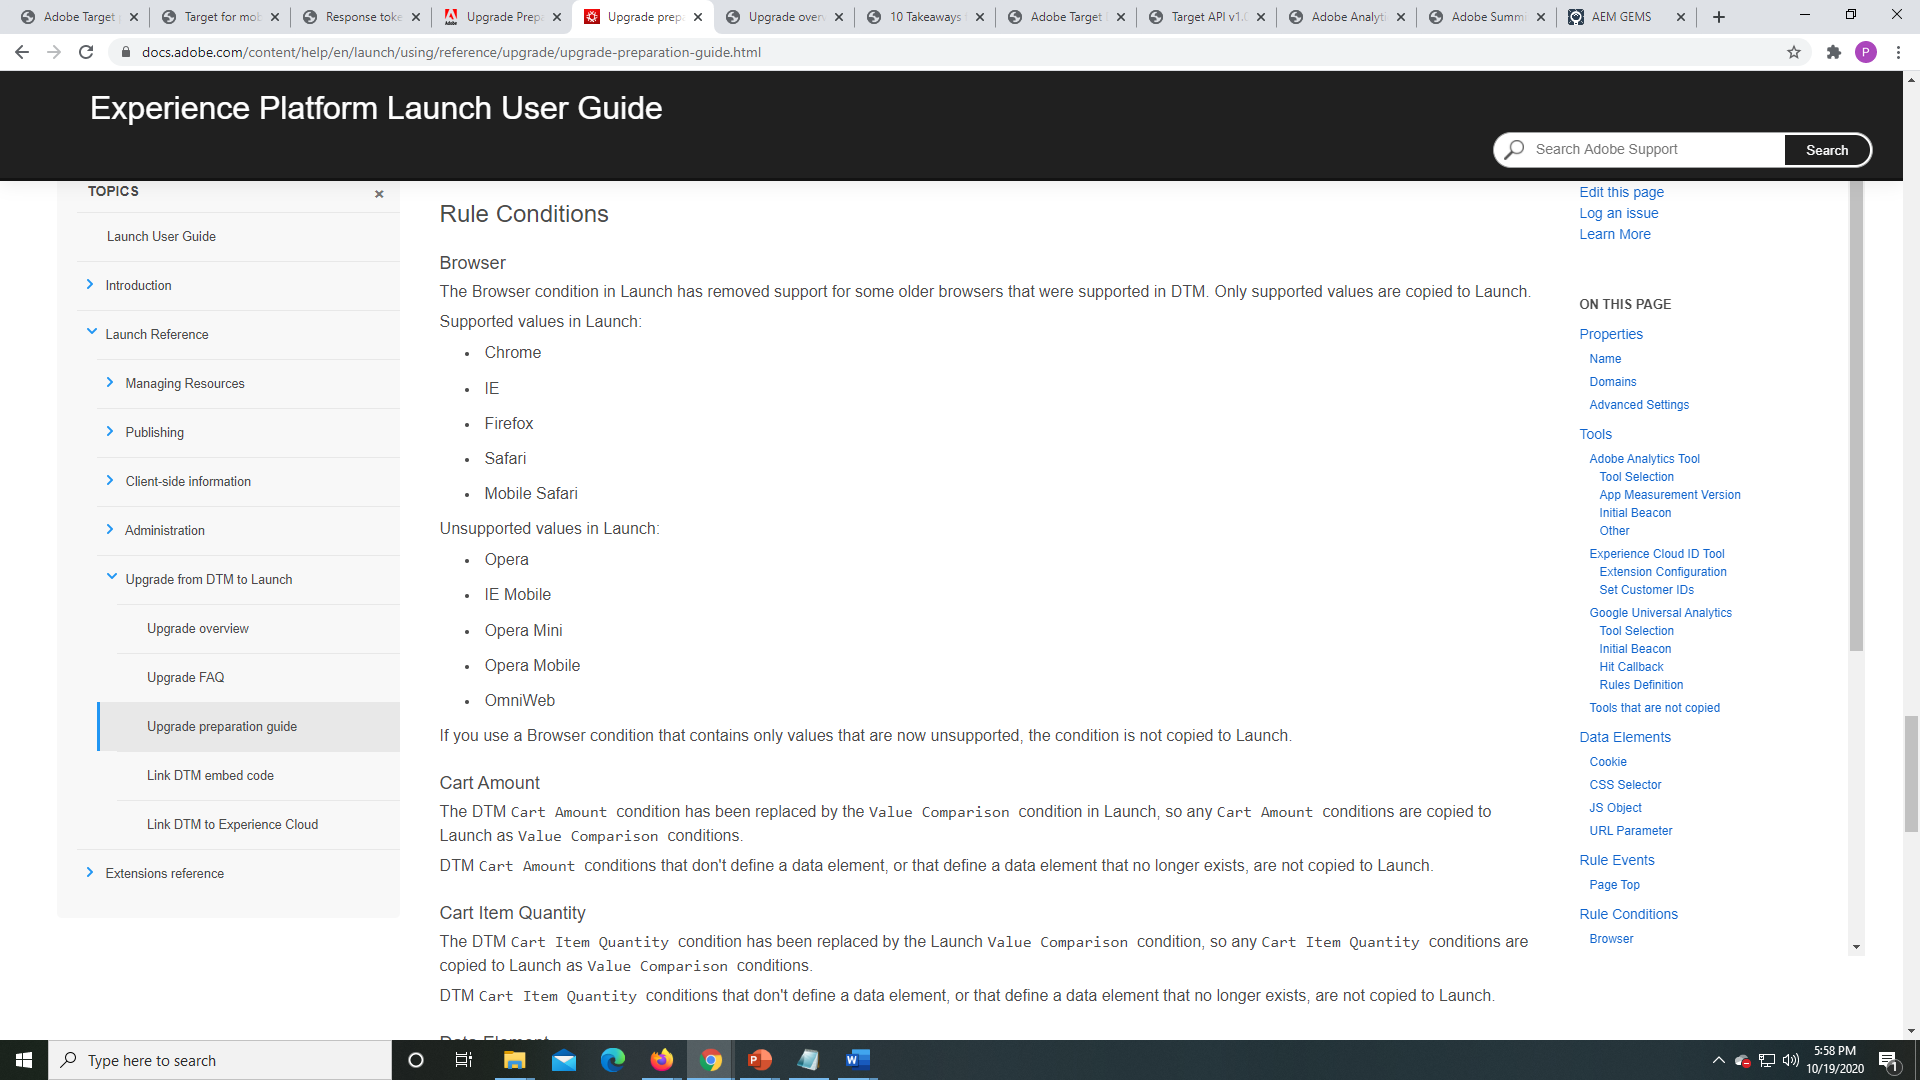 Adobe Target
Target for mob
Response toke
Upgrade Prepa
Upgrade prepa
Upgrade overv
10 Takeaways
Adobe Target
Target API v1.0
Adobe Analyti
Adobe Summi
AEM GEMS
docs.adobe.com/content/help/en/launch/using/reference/upgrade/upgrade-preparation-guide.html
P
Experience Platform Launch User Guide
Search Adobe Support
Search
TOPICS
Launch User Guide
Introduction
Launch Reference
Managing Resources
Publishing
Client-side information
Administration
Upgrade from DTM to Launch
Upgrade overview
Upgrade FAQ
Upgrade preparation guide
Link DTM embed code
Link DTM to Experience Cloud
Extensions reference
Rule Conditions
Browser
The Browser condition in Launch has removed support for some older browsers that were supported in DTM. Only supported values are copied to Launch.
Supported values in Launch:
• Chrome
• IE
• Firefox
• Safari
• Mobile Safari
Unsupported values in Launch:
• Opera
• IE Mobile
• Opera Mini
• Opera Mobile
• OmniWeb
If you use a Browser condition that contains only values that are now unsupported, the condition is not copied to Launch.
Cart Amount
The DTM Cart Amount condition has been replaced by the Value Comparison condition in Launch, so any Cart Amount conditions are copied to
Launch as Value Comparison conditions.
DTM Cart Amount conditions that don't define a data element, or that define a data element that no longer exists, are not copied to Launch.
Cart Item Quantity
The DTM Cart Item Quantity condition has been replaced by the Launch Value Comparison condition, so any Cart Item Quantity conditions are
copied to Launch as Value Comparison conditions.
DTM Cart Item Quantity conditions that don't define a data element, or that define a data element that no longer exists, are not copied to Launch.
Data Element
Edit this page
Log an issue
Learn More
ON THIS PAGE
Properties
Name
Domains
Advanced Settings
Tools
Adobe Analytics Tool
Tool Selection
App Measurement Version
Initial Beacon
Other
Experience Cloud ID Tool
Extension Configuration
Set Customer IDs
Google Universal Analytics
Tool Selection
Initial Beacon
Hit Callback
Rules Definition
Tools that are not copied
Data Elements
Cookie
CSS Selector
JS Object
URL Parameter
Rule Events
Page Top
Rule Conditions
Browser
Type here to search
5:58 PM
10/19/2020
1